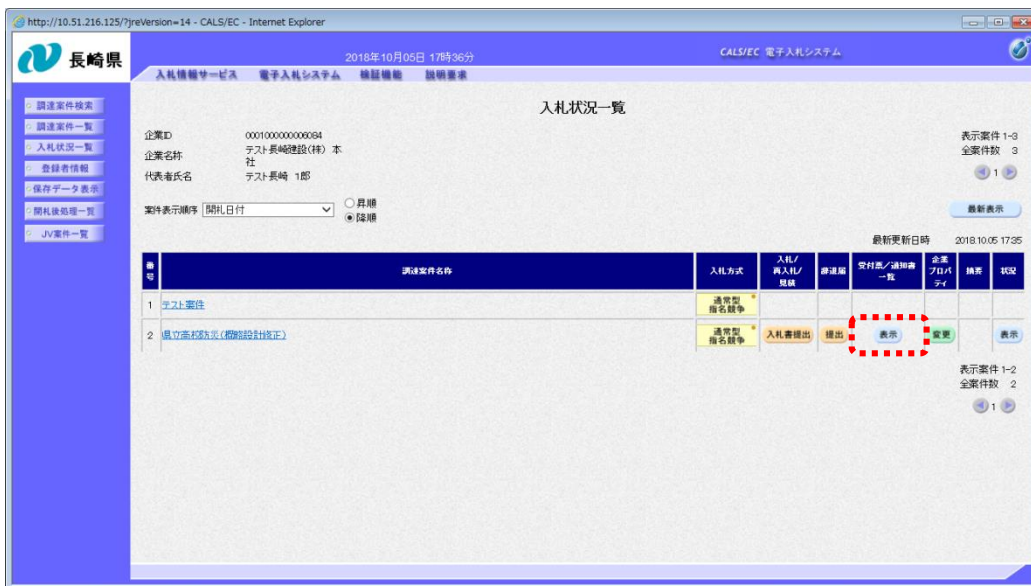 http://10.51.216.125/?jreVersion=14 - CALS/EC - Internet Explorer
長崎県
2018年10月05日 17時36分
CALS/EC 電子入札システム
入札情報サービス 電子入札システム 検証機能 説明要求
調達案件検索
調達案件一覧
入札状況一覧
登録者情報
保存データ表示
開札後処理一覧
JV案件一覧
入札状況一覧
企業ID 0001000000006084
企業名称 テスト長崎建設(株) 本社
代表者氏名 テスト長崎 1郎
表示案件 1-3
全案件数 3
1
案件表示順序 開札日付
昇順
降順
最新表示
最新更新日時 2018.10.05 17:35
番号 調達案件名称 入札方式 入札/再入札/見積 辞退届 受付票/通知書一覧 企業プロパティ 摘要 状況
1 テスト案件 通常型指名競争
2 通常型指名競争 入札書提出 提出 表示 変更 表示
表示案件 1-2
全案件数 2
1